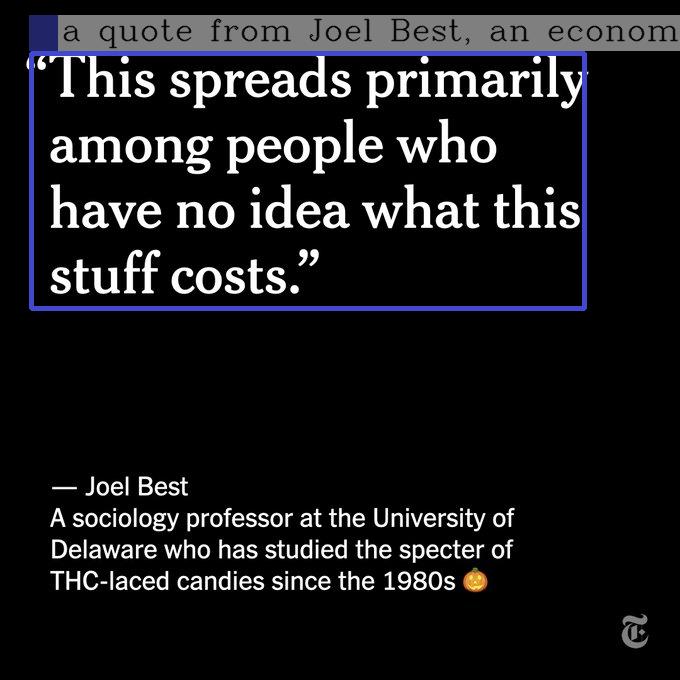 a quote from Joel Best, an econom
“This spreads primarily
among people who
have no idea what this
stuff costs.”
— Joel Best
A sociology professor at the University of
Delaware who has studied the specter of
THC-laced candies since the 1980s 🎃
T